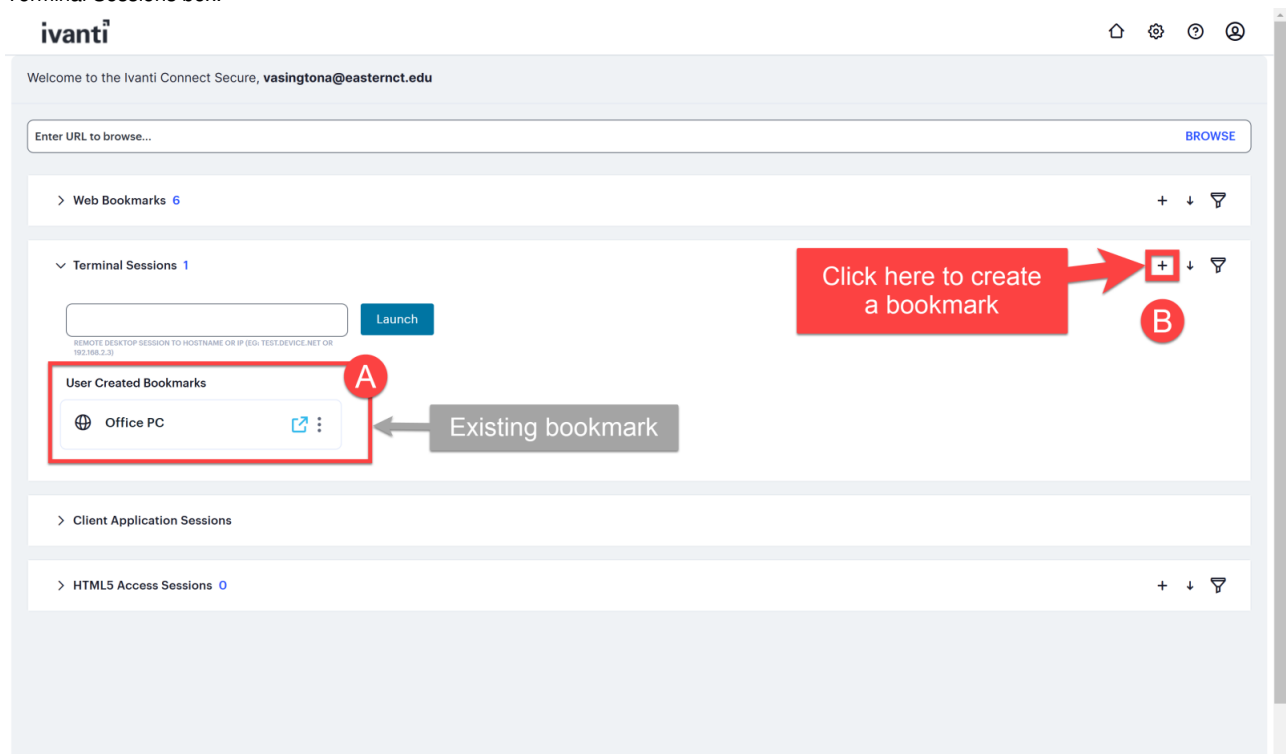 Terminal Sessions box.
ivanti
Welcome to the Ivanti Connect Secure, vasingtona@easternct.edu
Enter URL to browse...
BROWSE
Web Bookmarks 6
Terminal Sessions 1
Click here to create
a bookmark
B
Launch
REMOTE DESKTOP SESSION TO HOSTNAME OR IP (EG: TEST.DEVICE.NET OR
192.168.2.3)
A
User Created Bookmarks
Office PC
Existing bookmark
Client Application Sessions
HTML5 Access Sessions 0